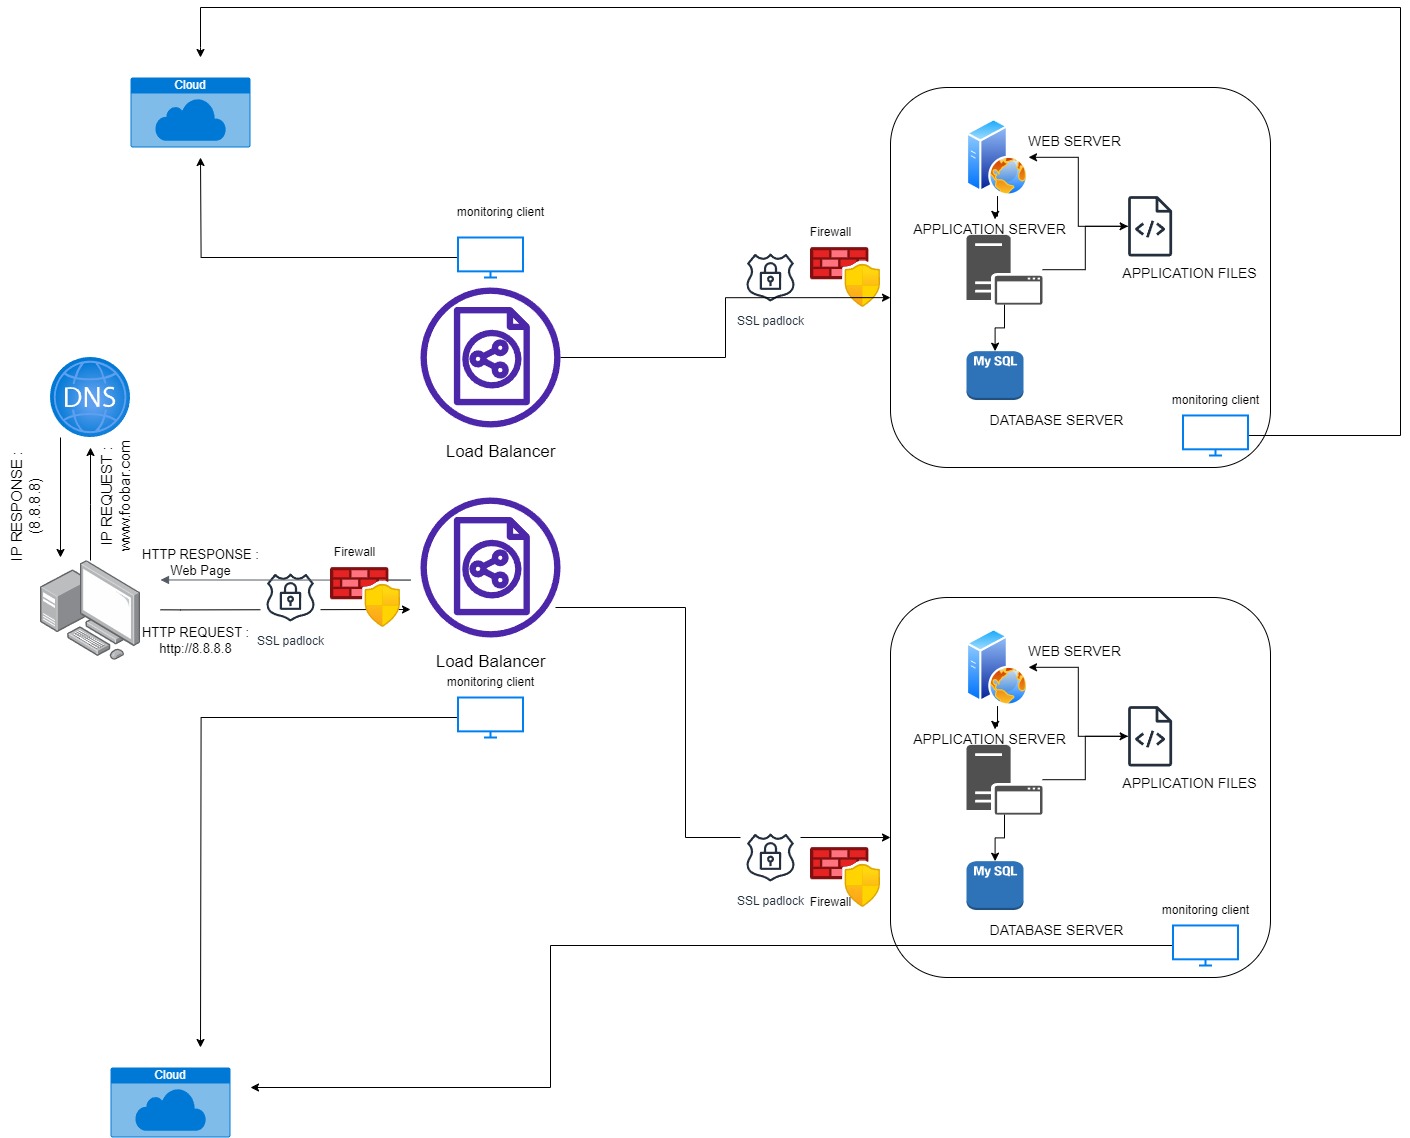 Cloud
WEB SERVER
monitoring client
APPLICATION SERVER
Firewall
</>
APPLICATION FILES
SSL padlock
My SQL
DNS
monitoring client
DATABASE SERVER
Load Balancer
IP RESPONSE :
(8.8.8.8)
IP REQUEST :
www.foobar.com
HTTP RESPONSE :
Web Page
Firewall
HTTP REQUEST :
http://8.8.8.8
SSL padlock
Load Balancer
monitoring client
WEB SERVER
APPLICATION SERVER
</>
APPLICATION FILES
My SQL
SSL padlock
Firewall
monitoring client
DATABASE SERVER
Cloud